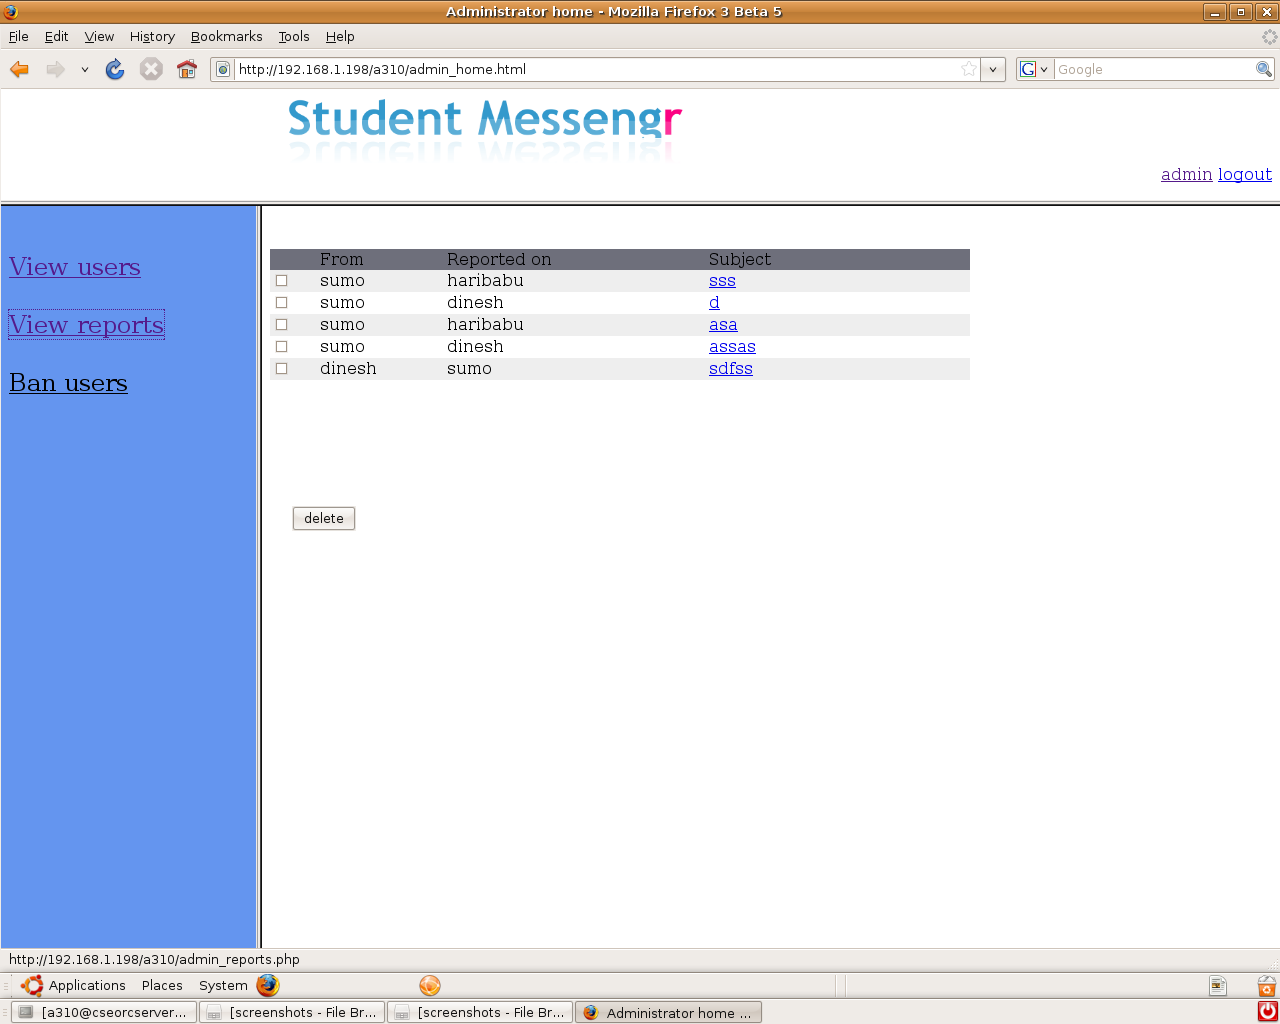 Administrator home - Mozilla Firefox 3 Beta 5
File Edit View History Bookmarks Tools Help
http://192.168.1.198/a310/admin_home.html
G Google
Student Messengr
admin logout
View users
View reports
Ban users
From Reported on Subject
sumo haribabu sss
sumo dinesh d
sumo haribabu asa
sumo dinesh assas
dinesh sumo sdfss
delete
http://192.168.1.198/a310/admin_reports.php
Applications Places System
[a310@cseorcserver... [screenshots - File Br... [screenshots - File Br... Administrator home ...